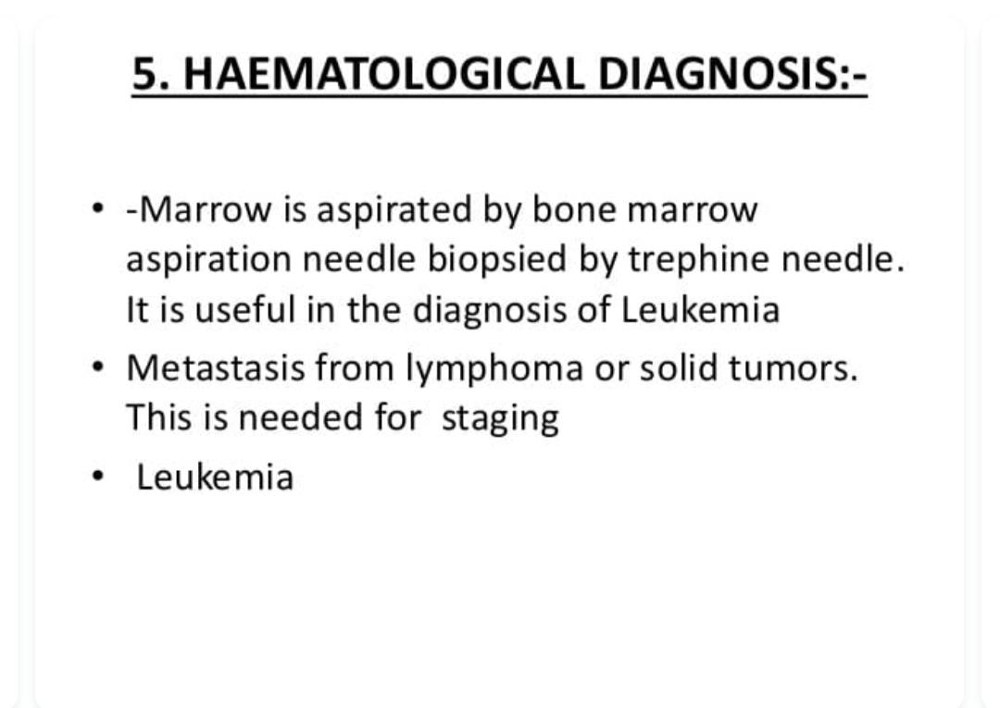 5. HAEMATOLOGICAL DIAGNOSIS:-
• -Marrow is aspirated by bone marrow
aspiration needle biopsied by trephine needle.
It is useful in the diagnosis of Leukemia
• Metastasis from lymphoma or solid tumors.
This is needed for  staging
•  Leukemia